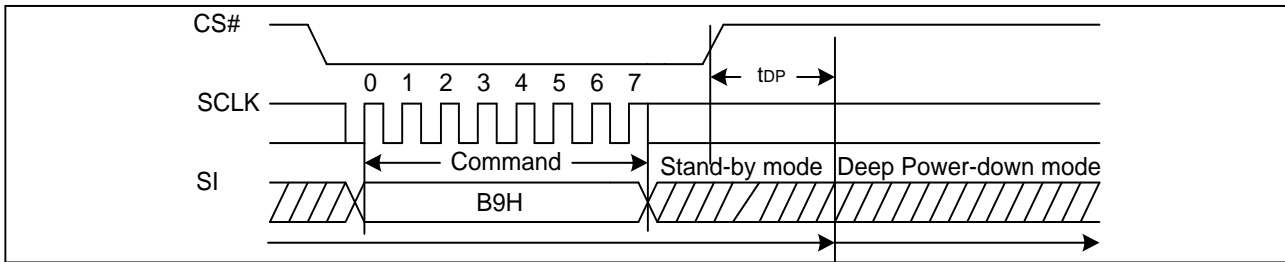 CS#
tDP
0 1 2 3 4 5 6 7
SCLK
Command
Stand-by mode Deep Power-down mode
SI
B9H